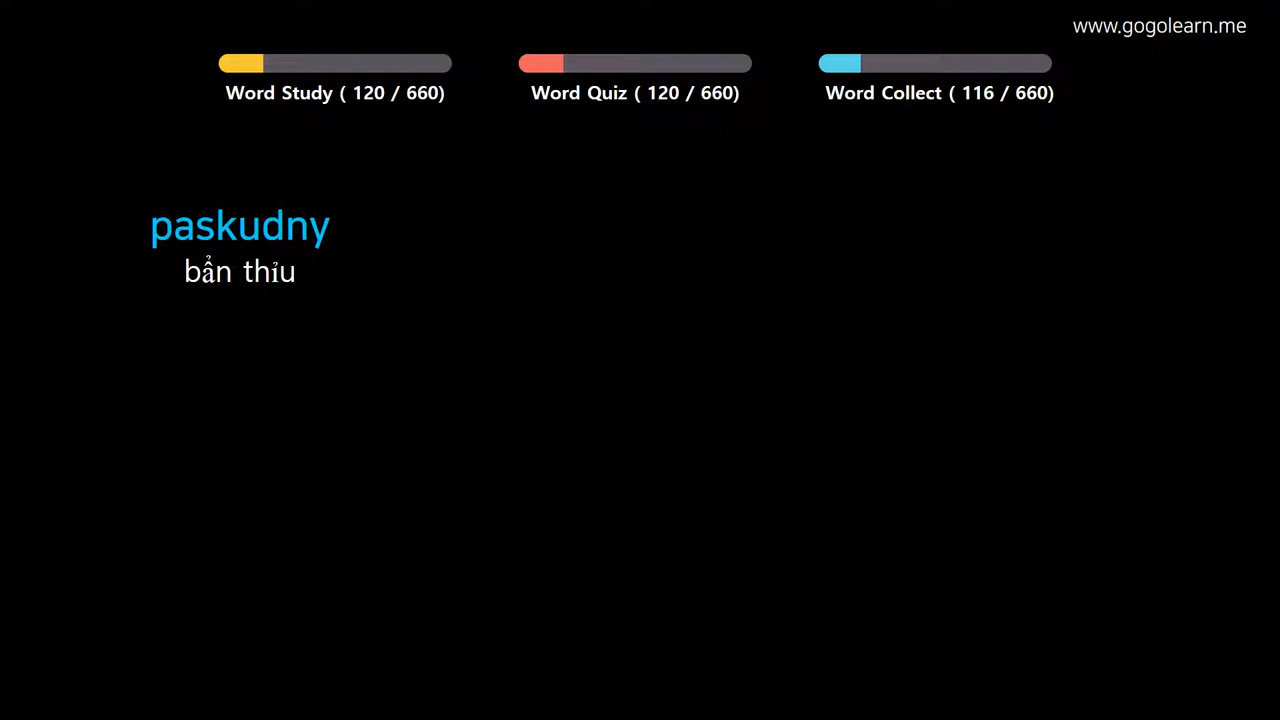 www.gogolearn.me
Word Study ( 120 / 660)
Word Quiz ( 120 / 660)
Word Collect ( 116 / 660)
paskudny
bẩn thỉu